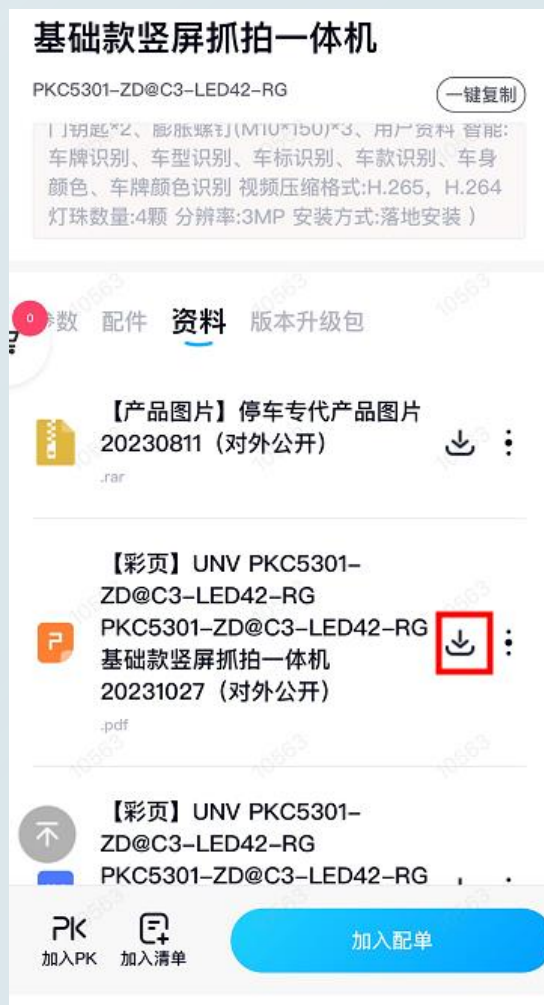 基础款竖屏抓拍一体机
PKC5301-ZD@C3-LED42-RG
一键复制
门钥匙*2、膨胀螺钉(M10*150)*3、用户资料 智能:
车牌识别、车型识别、车标识别、车款识别、车身
颜色、车牌颜色识别 视频压缩格式:H.265，H.264
灯珠数量:4颗 分辨率:3MP 安装方式:落地安装 ）
0
参数 配件 资料 版本升级包
【产品图片】停车专代产品图片
20230811（对外公开）
.rar
【彩页】UNV PKC5301-
ZD@C3-LED42-RG
PKC5301-ZD@C3-LED42-RG
基础款竖屏抓拍一体机
20231027（对外公开）
.pdf
【彩页】UNV PKC5301-
ZD@C3-LED42-RG
PKC5301-ZD@C3-LED42-RG
PK
加入PK
加入清单
加入配单
10563
10563
10563
10563
10563
10563